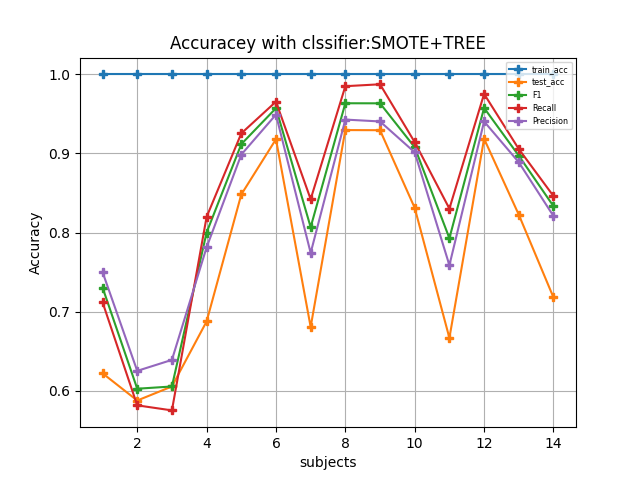 Accuracey with clssifier:SMOTE+TREE
1.0
0.9
0.8
0.7
0.6
Accuracy
train_acc
test_acc
F1
Recall
Precision
2 4 6 8 10 12 14
subjects